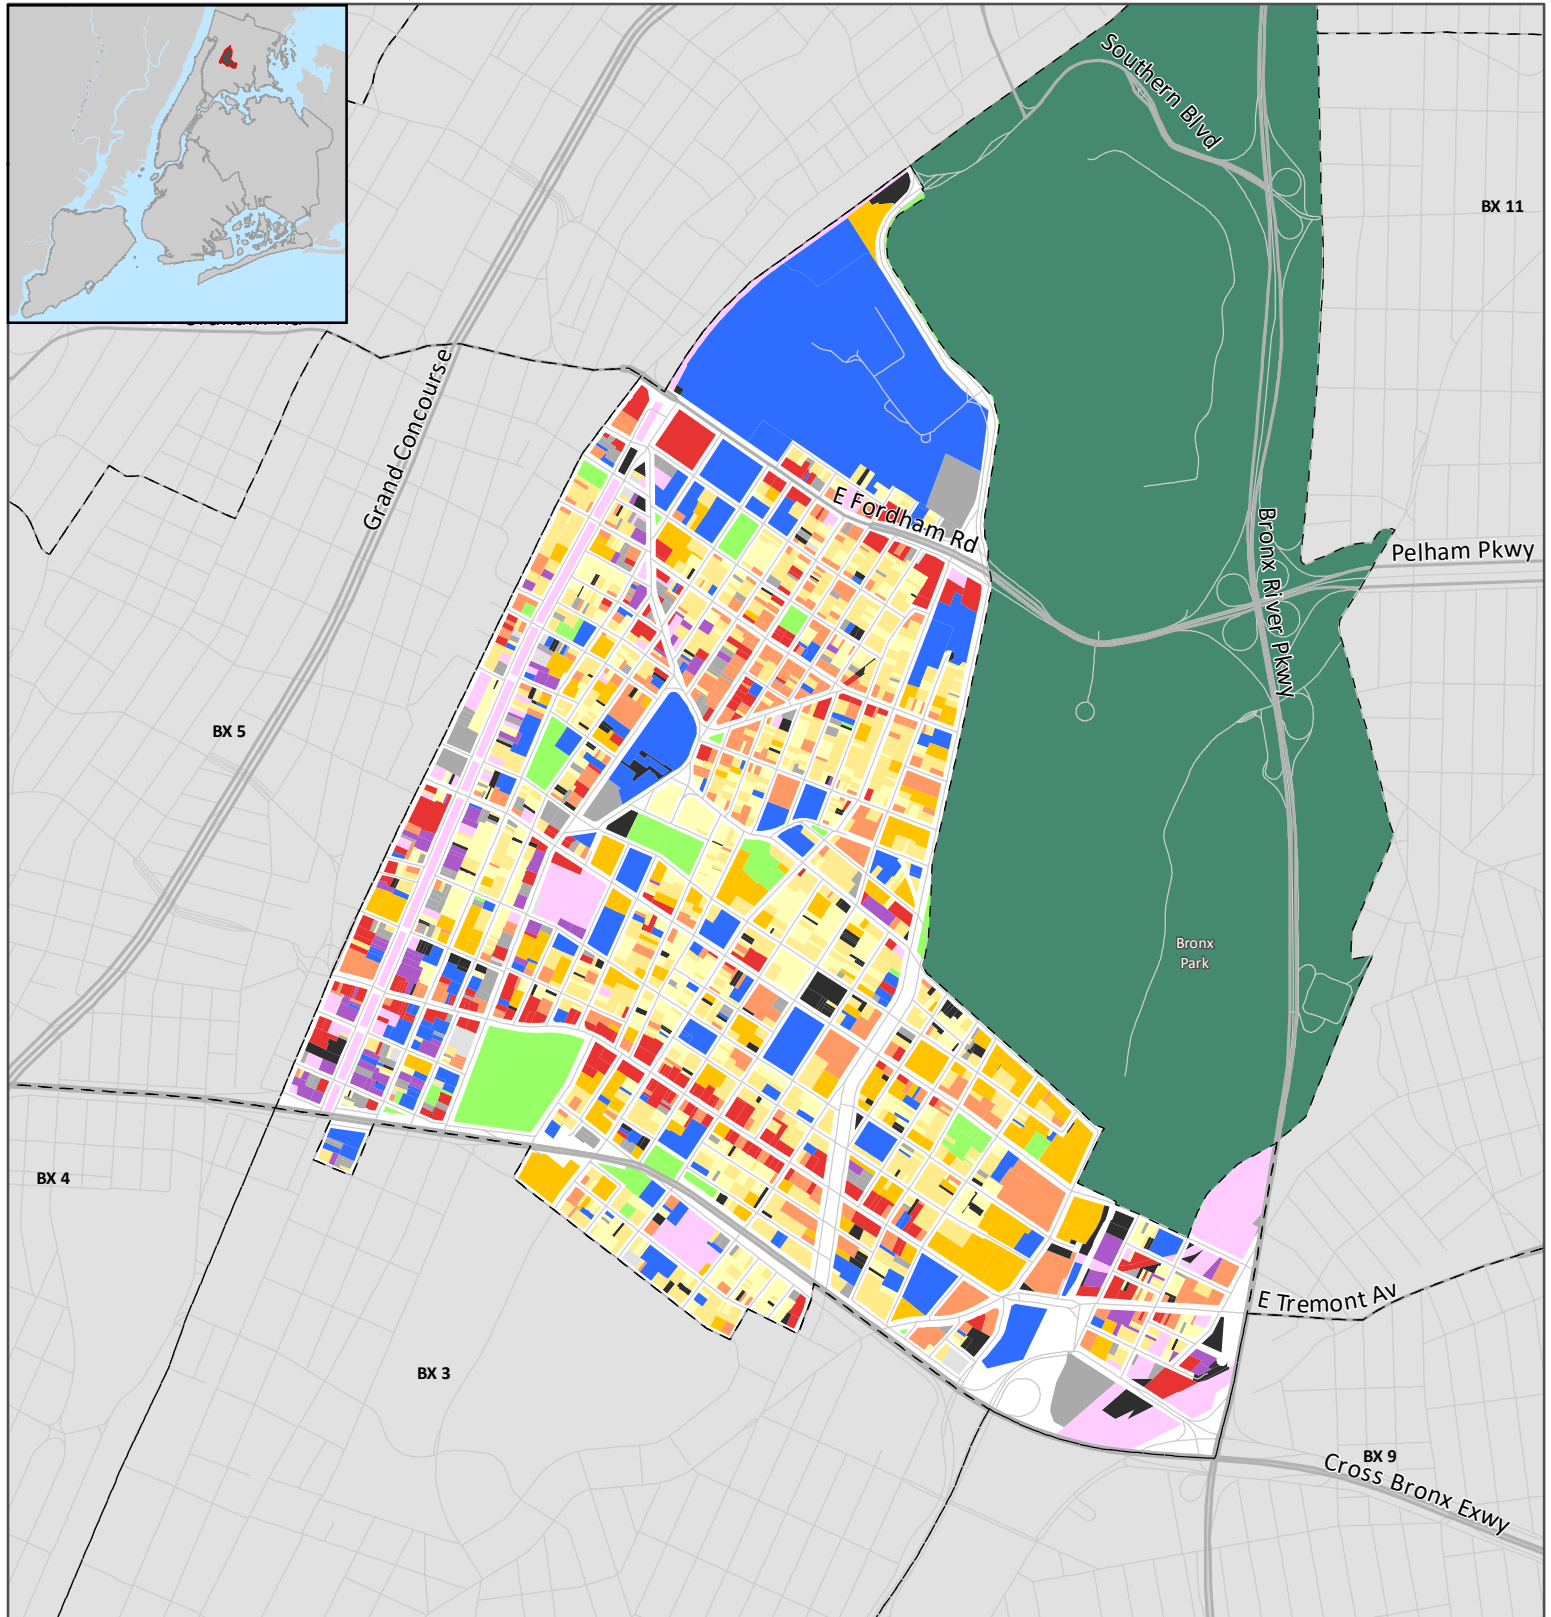 Southern Blvd
BX 11
Grand Concourse
E Fordham Rd
Bronx River Pkwy
Pelham Pkwy
BX 5
Bronx
Park
BX 4
E Tremont Av
BX 3
BX 9
Cross Bronx Exwy